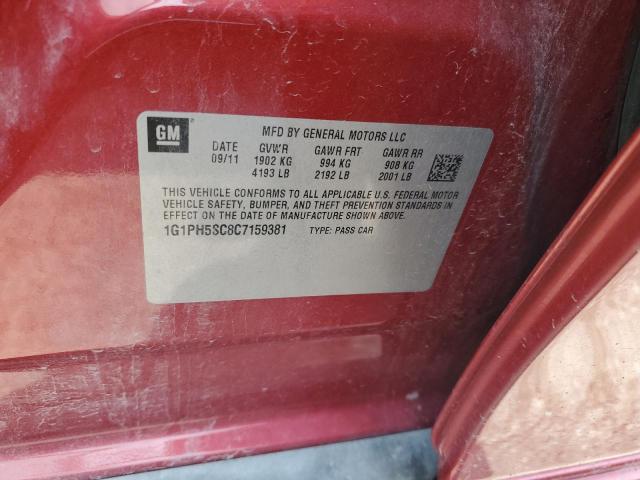 GM
MFD BY GENERAL MOTORS LLC
DATE GVWR GAWR FRT GAWR RR
09/11 1902 KG 994 KG 908 KG
4193 LB 2192 LB 2001 LB
THIS VEHICLE CONFORMS TO ALL APPLICABLE U.S. FEDERAL MOTOR
VEHICLE SAFETY, BUMPER, AND THEFT PREVENTION STANDARDS IN
EFFECT ON THE DATE OF MANUFACTURE SHOWN ABOVE.
1G1PH5SC8C7159381 TYPE: PASS CAR